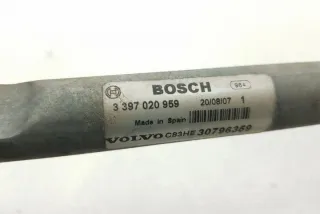 BOSCH
3 397 020 959 20/08/07 1
Made in Spain
VOLVO C83HE 30796359